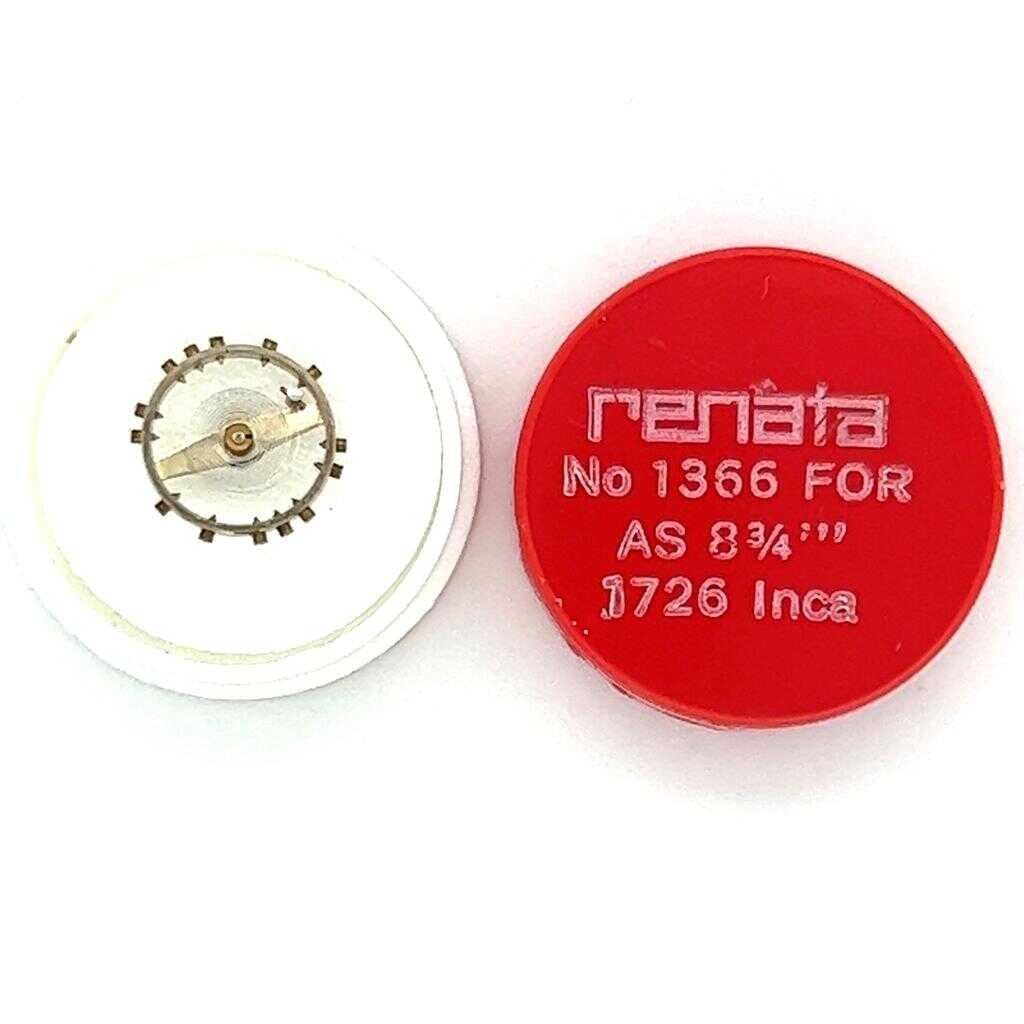 renata
No 1366 FOR
AS 8¾'''
1726 Inca